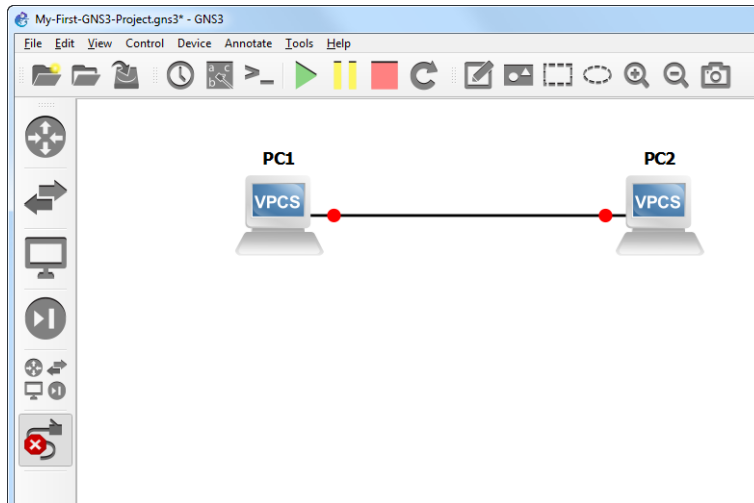 My-First-GNS3-Project.gns3* - GNS3
File Edit View Control Device Annotate Tools Help
a c
b
>_
PC1 PC2
VPCS VPCS